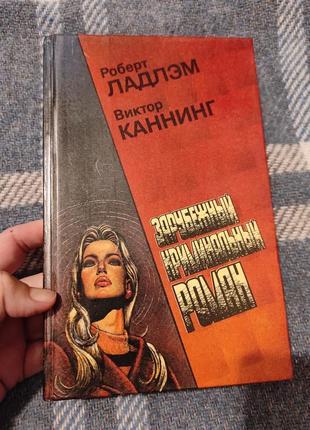 Роберт
ЛАДЛЭМ
Виктор
КАННИНГ
ЗАРУБЕЖНЫЙ
КРИМИНАЛЬНЫЙ
РОМАН